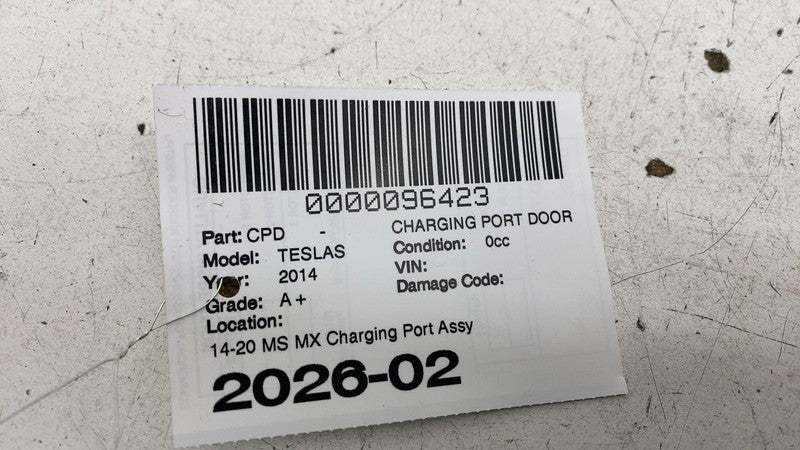 0000096423
Part: CPD - CHARGING PORT DOOR
Model: TESLAS Condition: 0cc
Year: 2014 VIN:
Grade: A+ Damage Code:
Location:
14-20 MS MX Charging Port Assy
2026-02